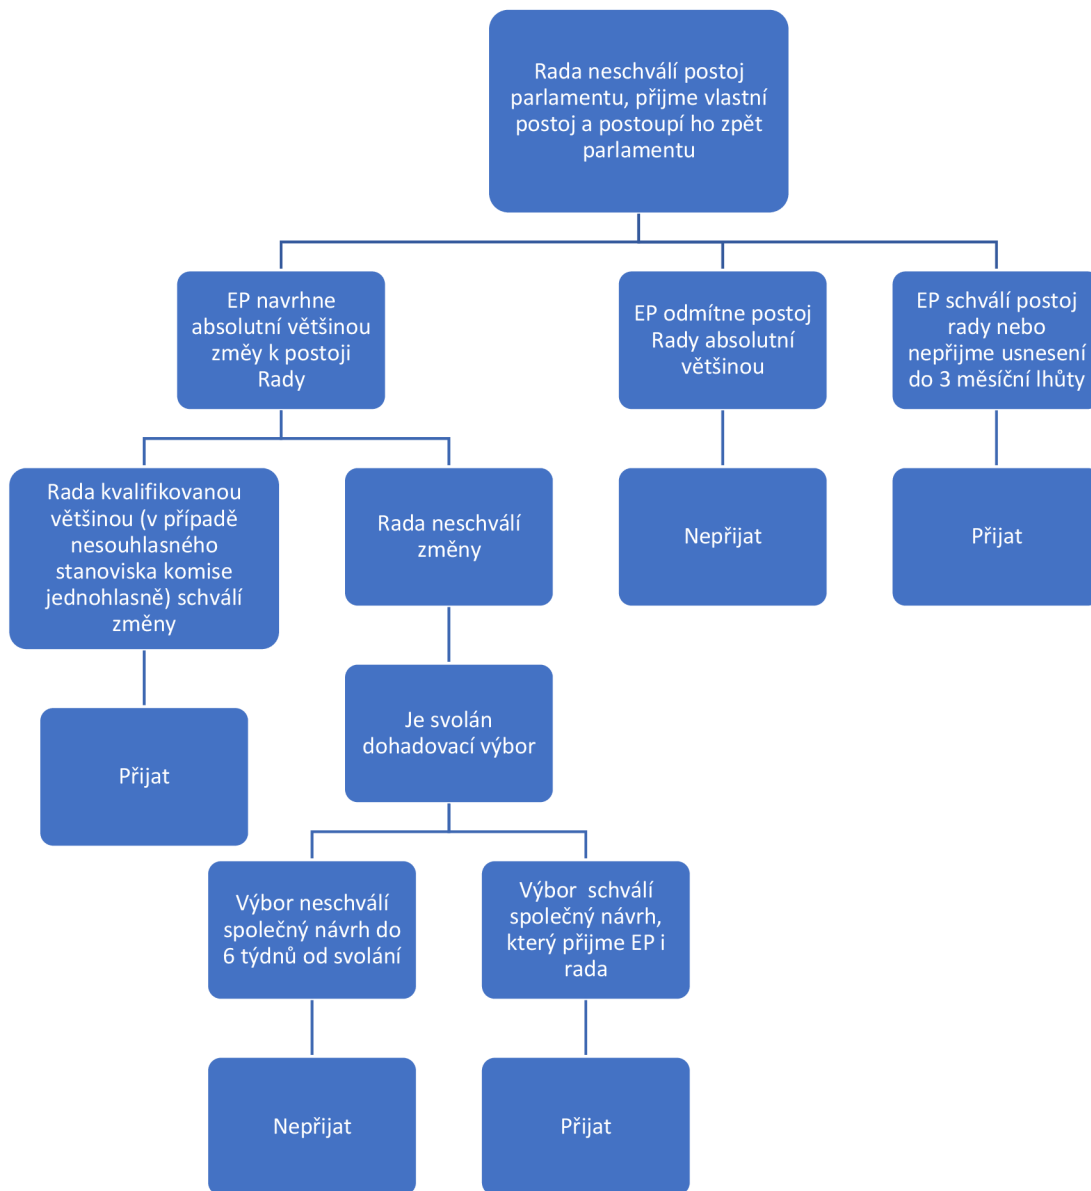 Rada neschválí postoj
parlamentu, přijme vlastní
postoj a postoupí ho zpět
parlamentu
EP navrhne
absolutní většinou
změy k postoji
Rady
EP odmítne postoj
Rady absolutní
většinou
EP schválí postoj
rady nebo
nepřijme usnesení
do 3 měsíční lhůty
Rada kvalifikovanou
většinou (v případě
nesouhlasného
stanoviska komise
jednohlasně) schválí
změny
Rada neschválí
změny
Nepřijat
Přijat
Přijat
Je svolán
dohadovací výbor
Výbor neschválí
společný návrh do
6 týdnů od svolání
Výbor  schválí
společný návrh,
který přijme EP i
rada
Nepřijat
Přijat